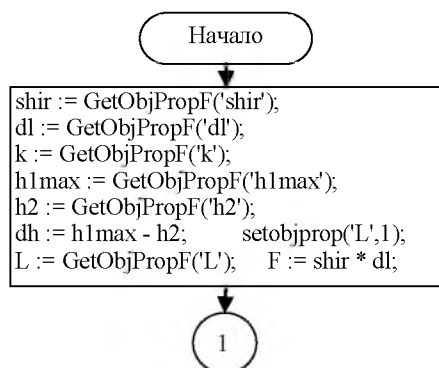 Начало
shir := GetObjPropF('shir');
dl := GetObjPropF('dl');
k := GetObjPropF('k');
h1max := GetObjPropF('h1max');
h2 := GetObjPropF('h2');
dh := h1max - h2; setobjprop('L',1);
L := GetObjPropF('L'); F := shir * dl;
1